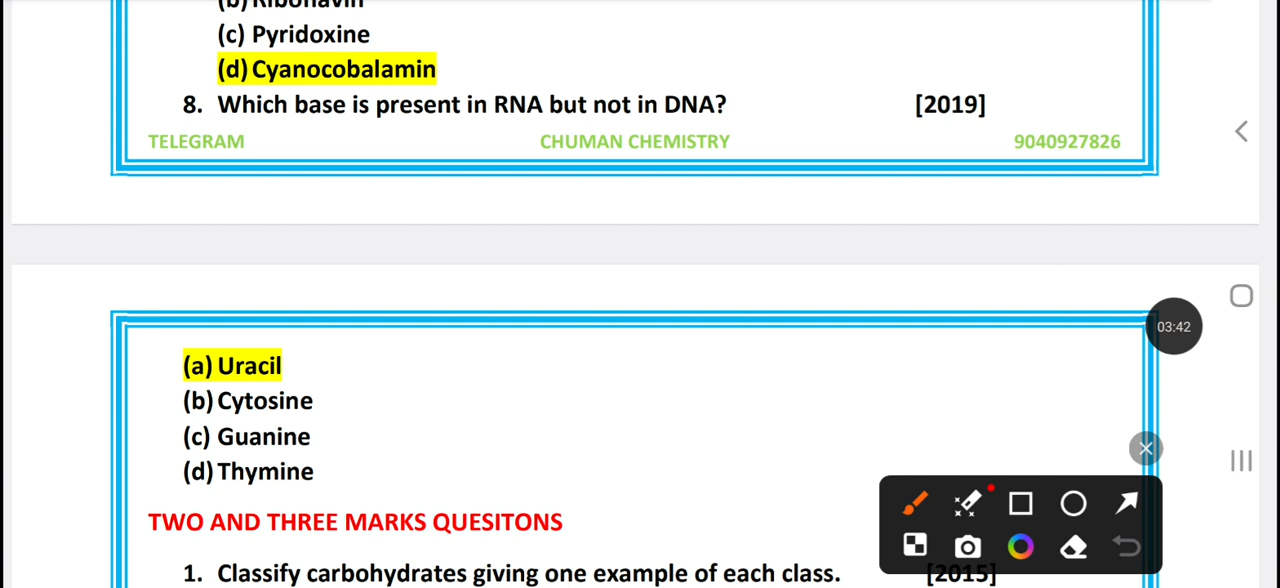 (b) Riboflavin
(c) Pyridoxine
(d) Cyanocobalamin
8. Which base is present in RNA but not in DNA? [2019]
TELEGRAM CHUMAN CHEMISTRY 9040927826
03:42
(a) Uracil
(b) Cytosine
(c) Guanine
(d) Thymine
TWO AND THREE MARKS QUESITONS
1. Classify carbohydrates giving one example of each class. [2015]